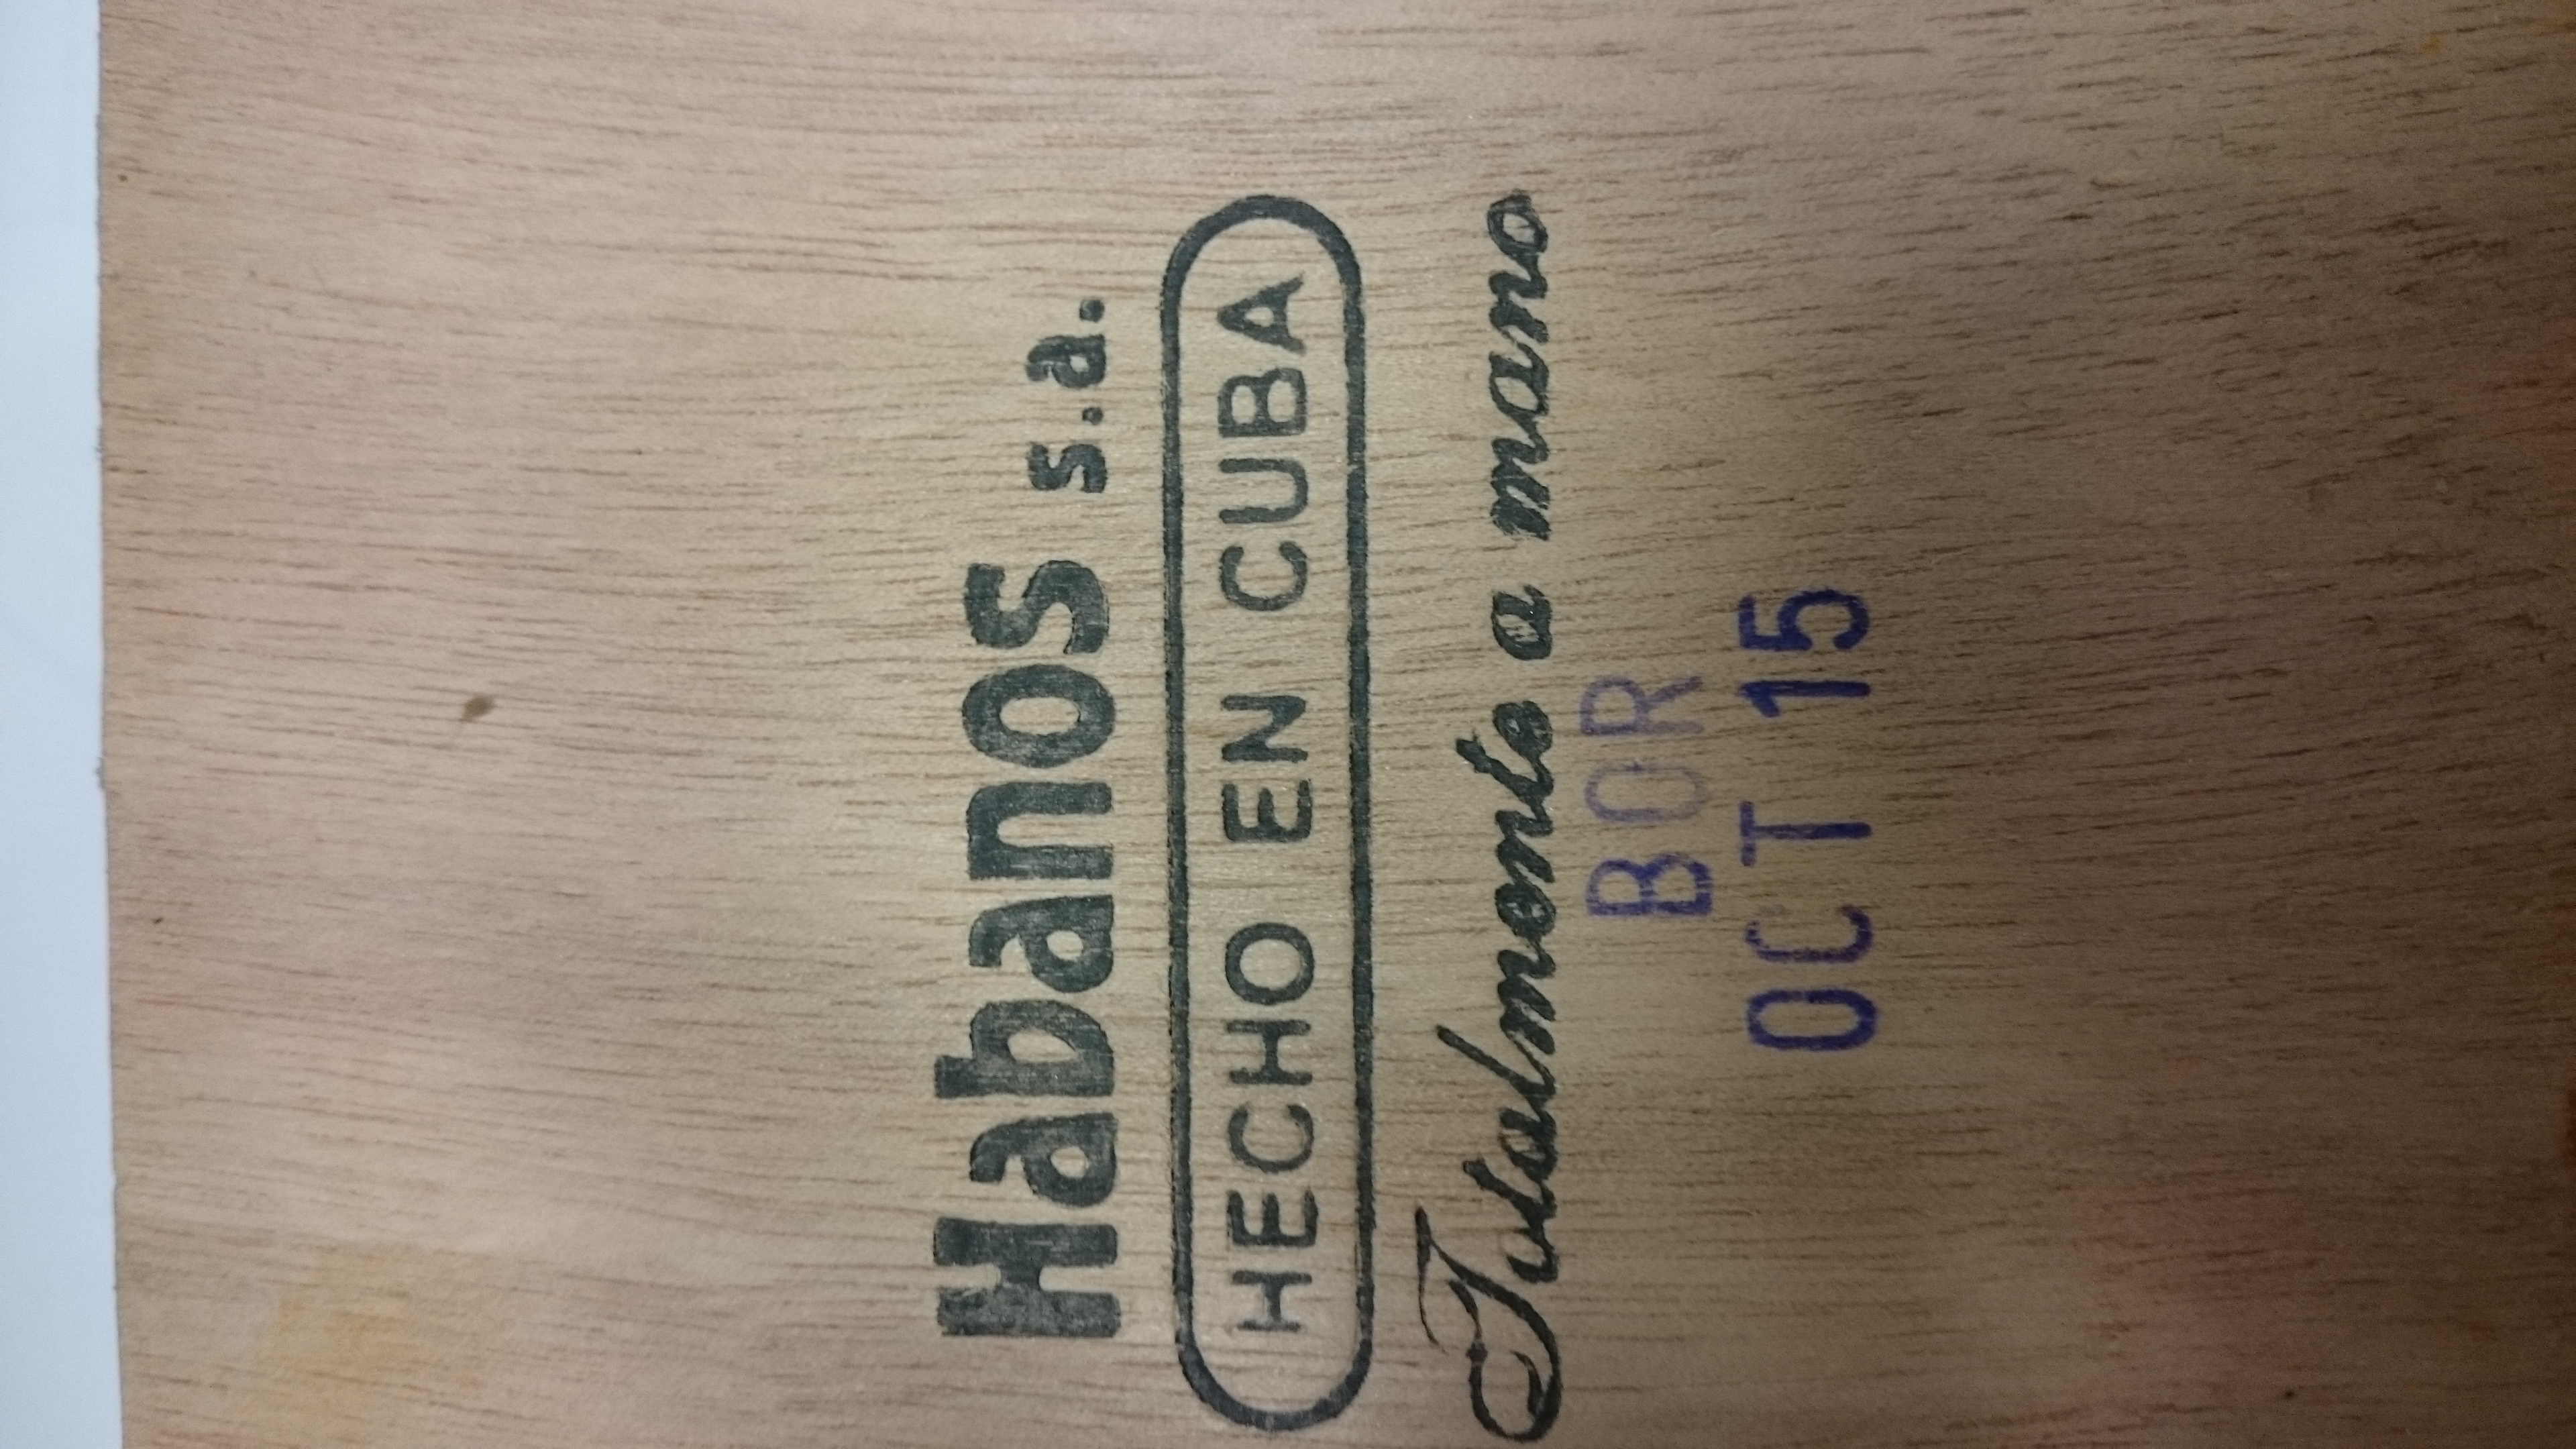 Habanos s.a.
HECHO EN CUBA
Totalmente a mano
BOR
OCT 15